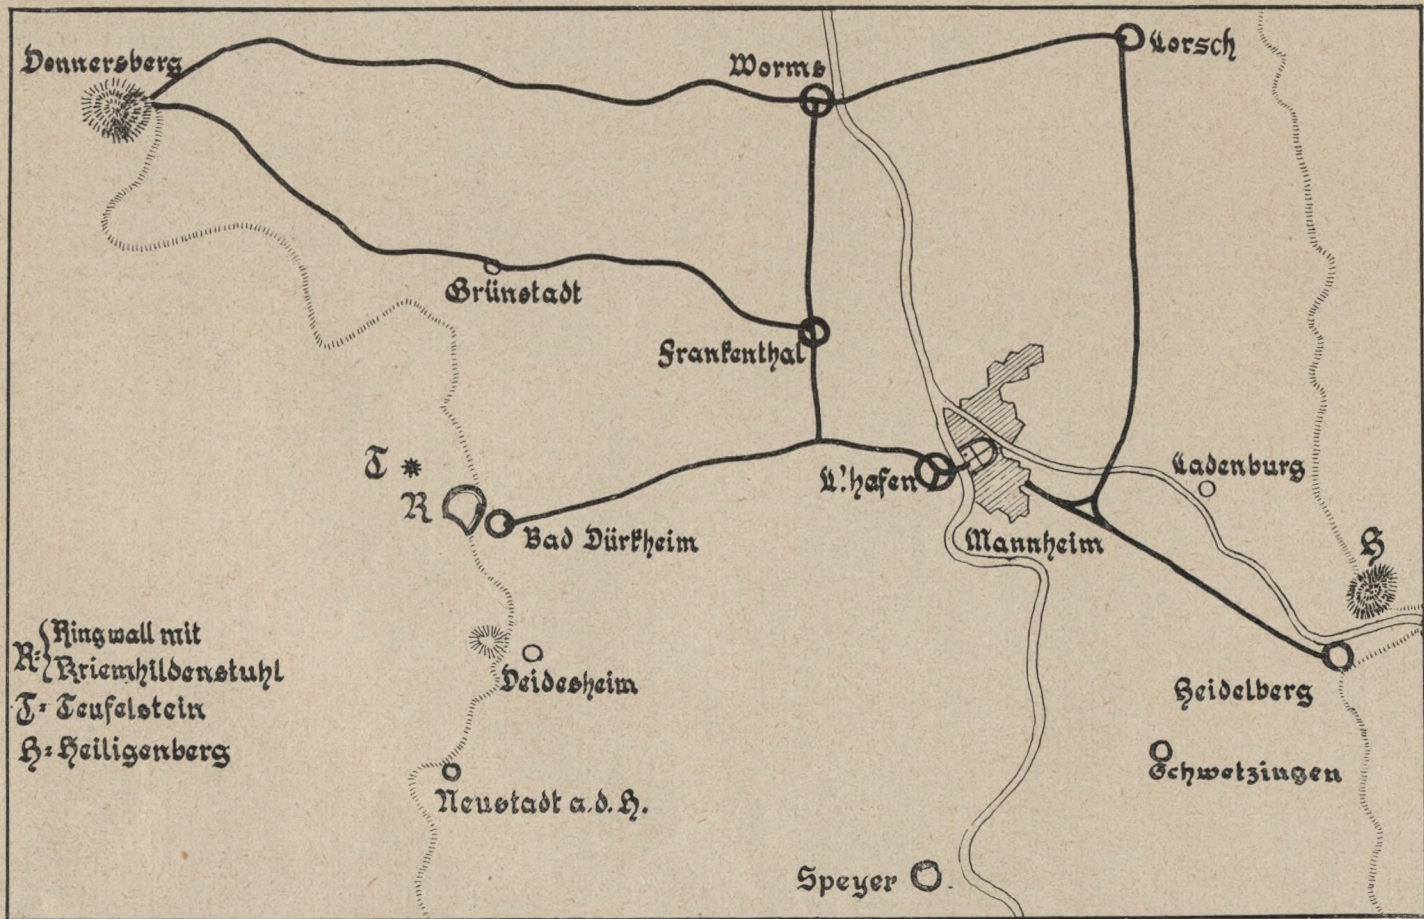 Donnersberg
Worms
Lorsch
Grünstadt
Frankenthal
T
R
L'hafen
Ladenburg
Bad Dürkheim
Mannheim
H
R = { Ringwall mit
Kriemhildenstuhl
Deidesheim
Heidelberg
T = Teufelstein
H = Heiligenberg
Schwetzingen
Neustadt a.d.H.
Speyer